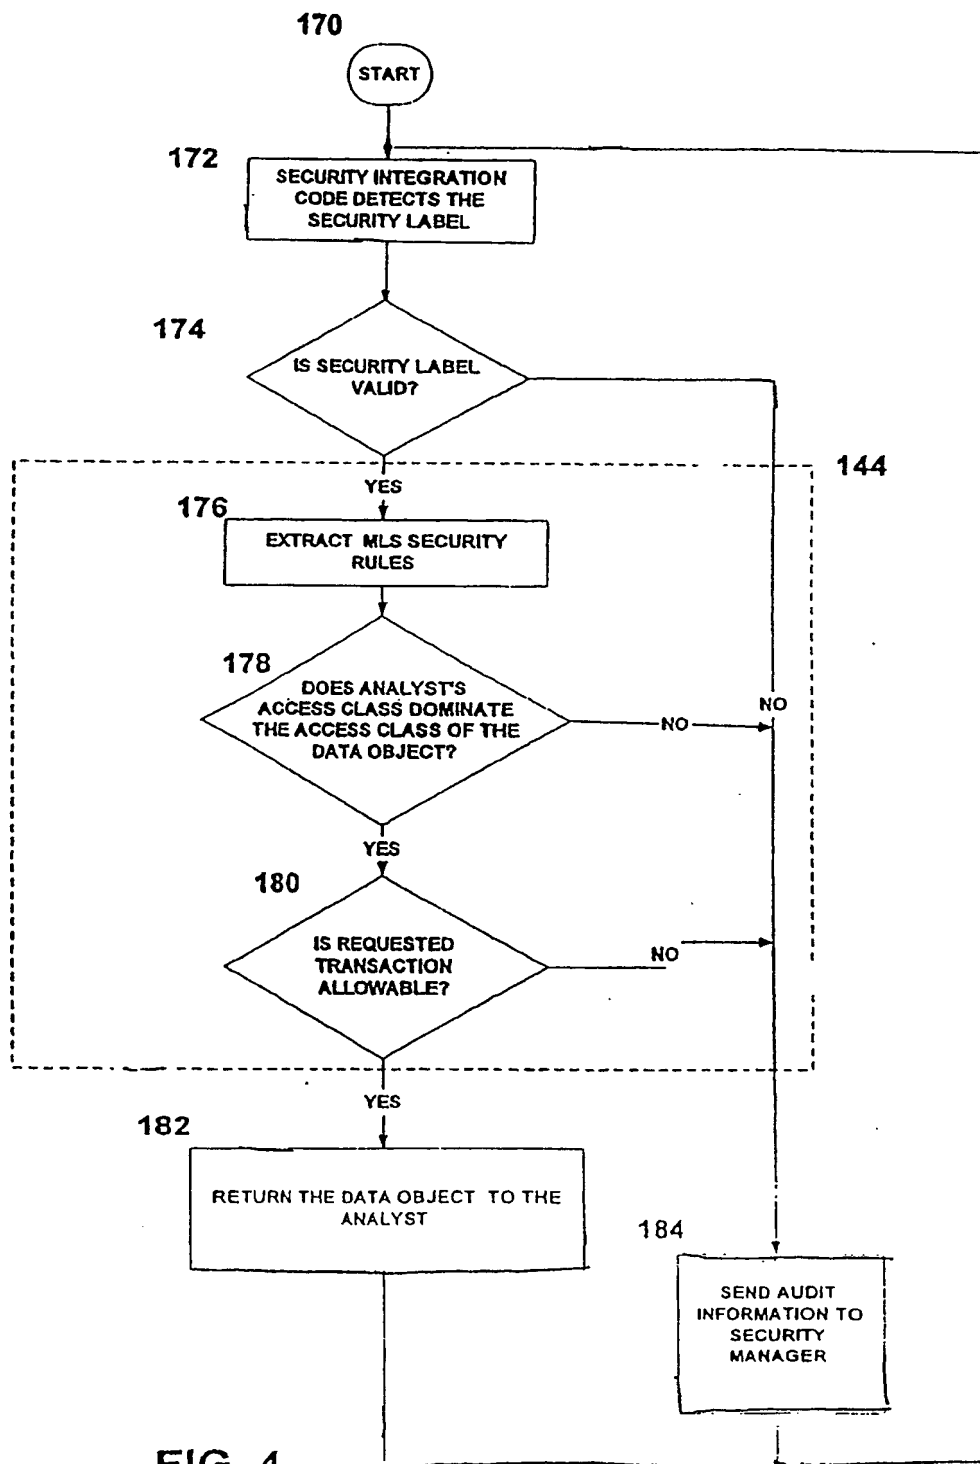 170
START
172
SECURITY INTEGRATION
CODE DETECTS THE
SECURITY LABEL
174
IS SECURITY LABEL
VALID?
144
YES
176
EXTRACT MLS SECURITY
RULES
178
DOES ANALYST'S
ACCESS CLASS DOMINATE
THE ACCESS CLASS OF THE
DATA OBJECT?
NO
NO
YES
180
IS REQUESTED
TRANSACTION
ALLOWABLE?
NO
YES
182
RETURN THE DATA OBJECT TO THE
ANALYST
184
SEND AUDIT
INFORMATION TO
SECURITY
MANAGER
FIG. 4